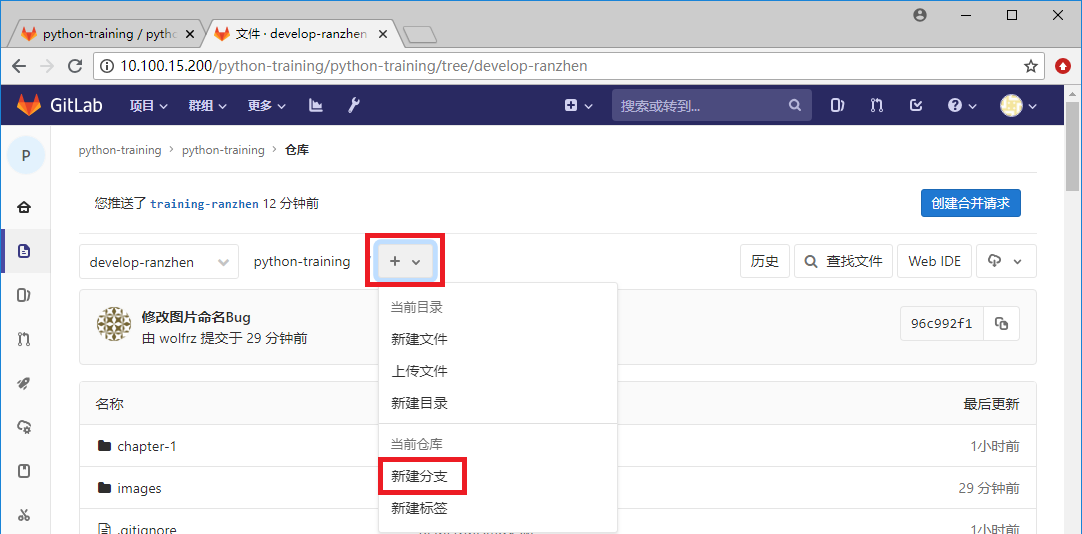 python-training / pytho
文件 · develop-ranzhen
10.100.15.200/python-training/python-training/tree/develop-ranzhen
GitLab 项目 群组 更多 搜索或转到...
P
python-training > python-training > 仓库
您推送了 training-ranzhen 12 分钟前 创建合并请求
develop-ranzhen python-training + 历史 查找文件 Web IDE
当前目录
修改图片命名Bug
由 wolfrz 提交于 29 分钟前 96c992f1
新建文件
上传文件
新建目录
名称 最后更新
当前仓库
chapter-1 1小时前
新建分支
images 29 分钟前
新建标签
.gitignore 1小时前